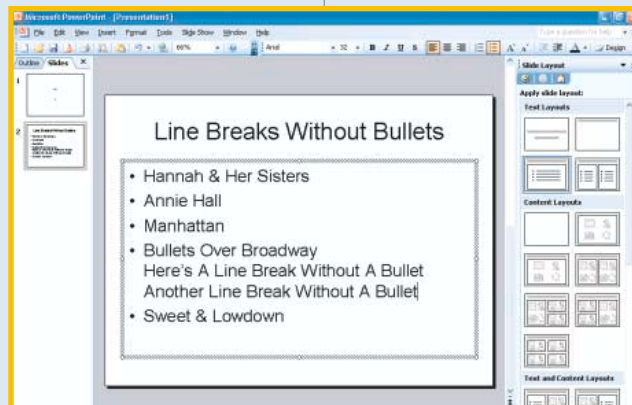 Microsoft PowerPoint - [Presentation1]
File Edit View Insert Format Tools Slide Show Window Help
Type a question for help
66% Arial 32 B I U S Design
Outline Slides
Slide Layout
Apply slide layout:
Text Layouts
Content Layouts
Text and Content Layouts
1
2
Line Breaks Without Bullets
• Hannah & Her Sisters
• Annie Hall
• Manhattan
• Bullets Over Broadway
Here's A Line Break Without A Bullet
Another Line Break Without A Bullet
• Sweet & Lowdown